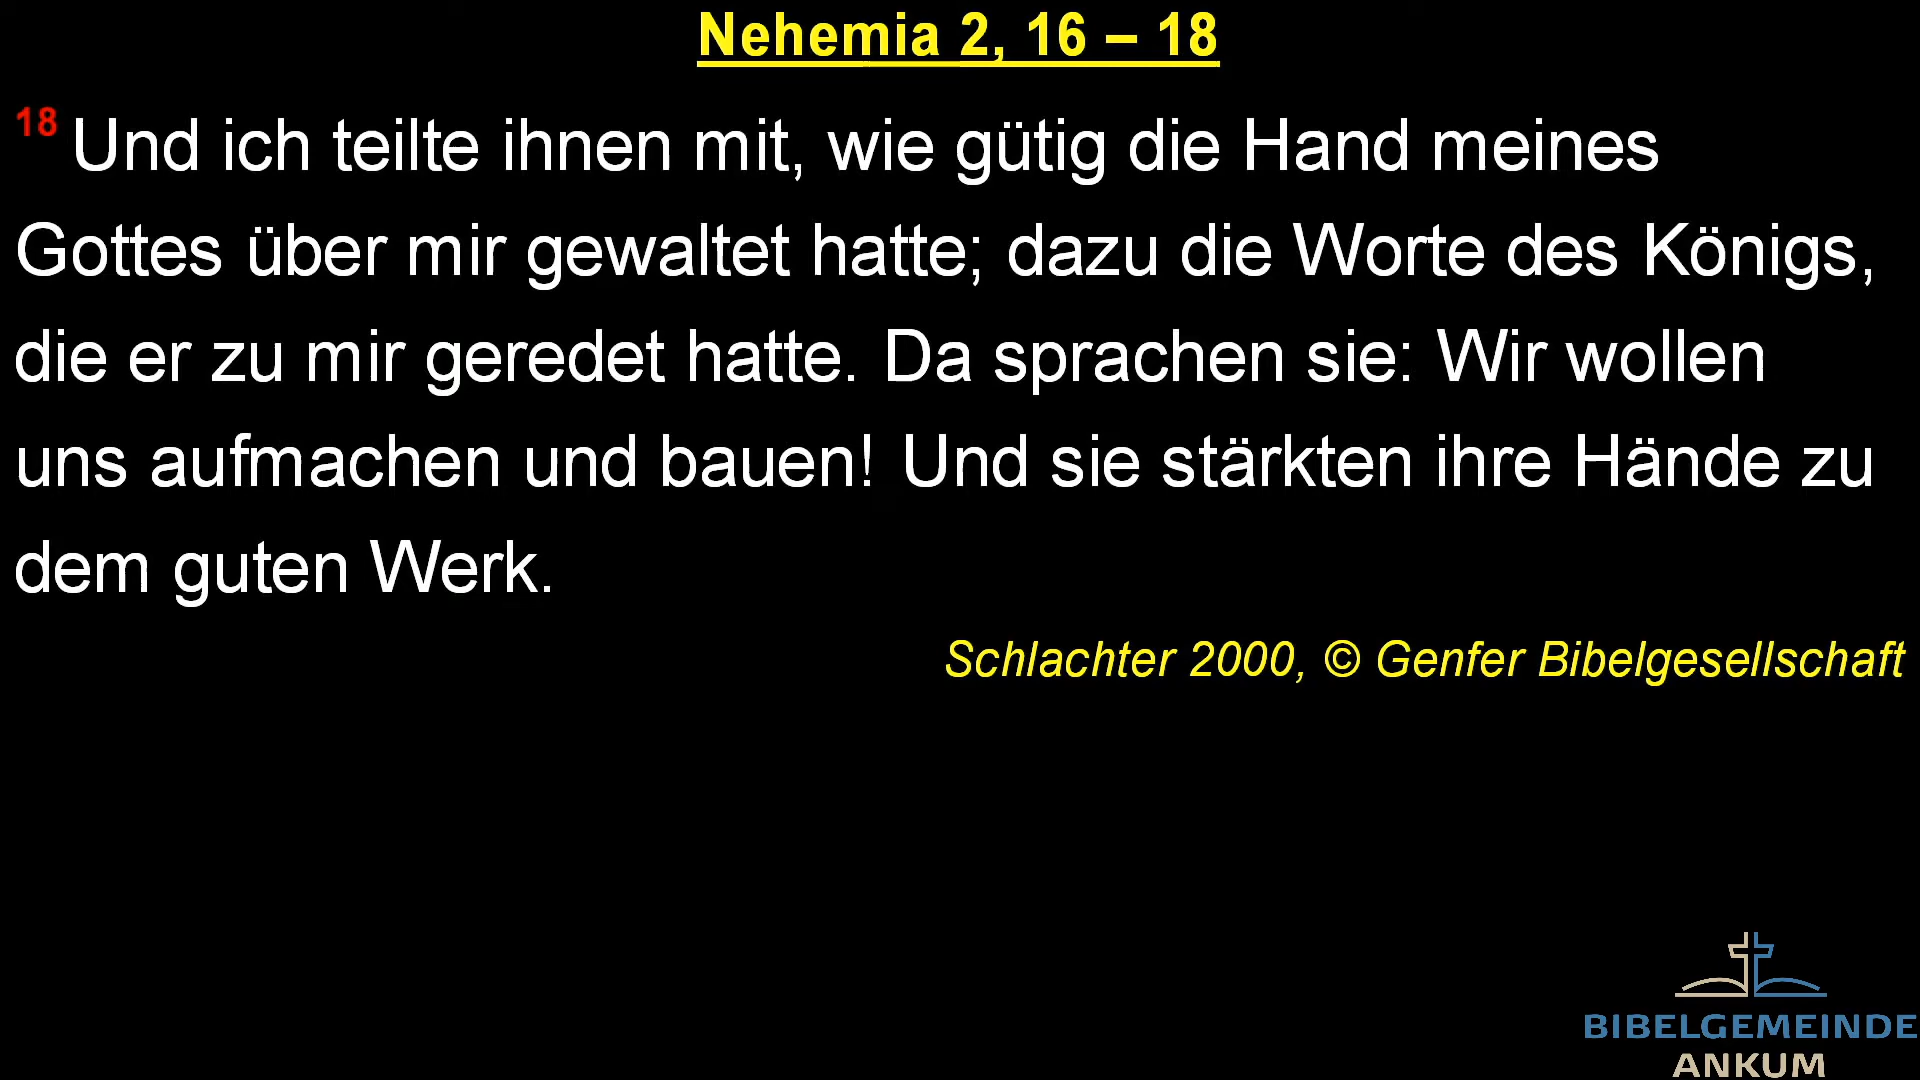 Nehemia 2, 16 – 18
18 Und ich teilte ihnen mit, wie gütig die Hand meines
Gottes über mir gewaltet hatte; dazu die Worte des Königs,
die er zu mir geredet hatte. Da sprachen sie: Wir wollen
uns aufmachen und bauen! Und sie stärkten ihre Hände zu
dem guten Werk.
Schlachter 2000, © Genfer Bibelgesellschaft
BIBELGEMEINDE
ANKUM